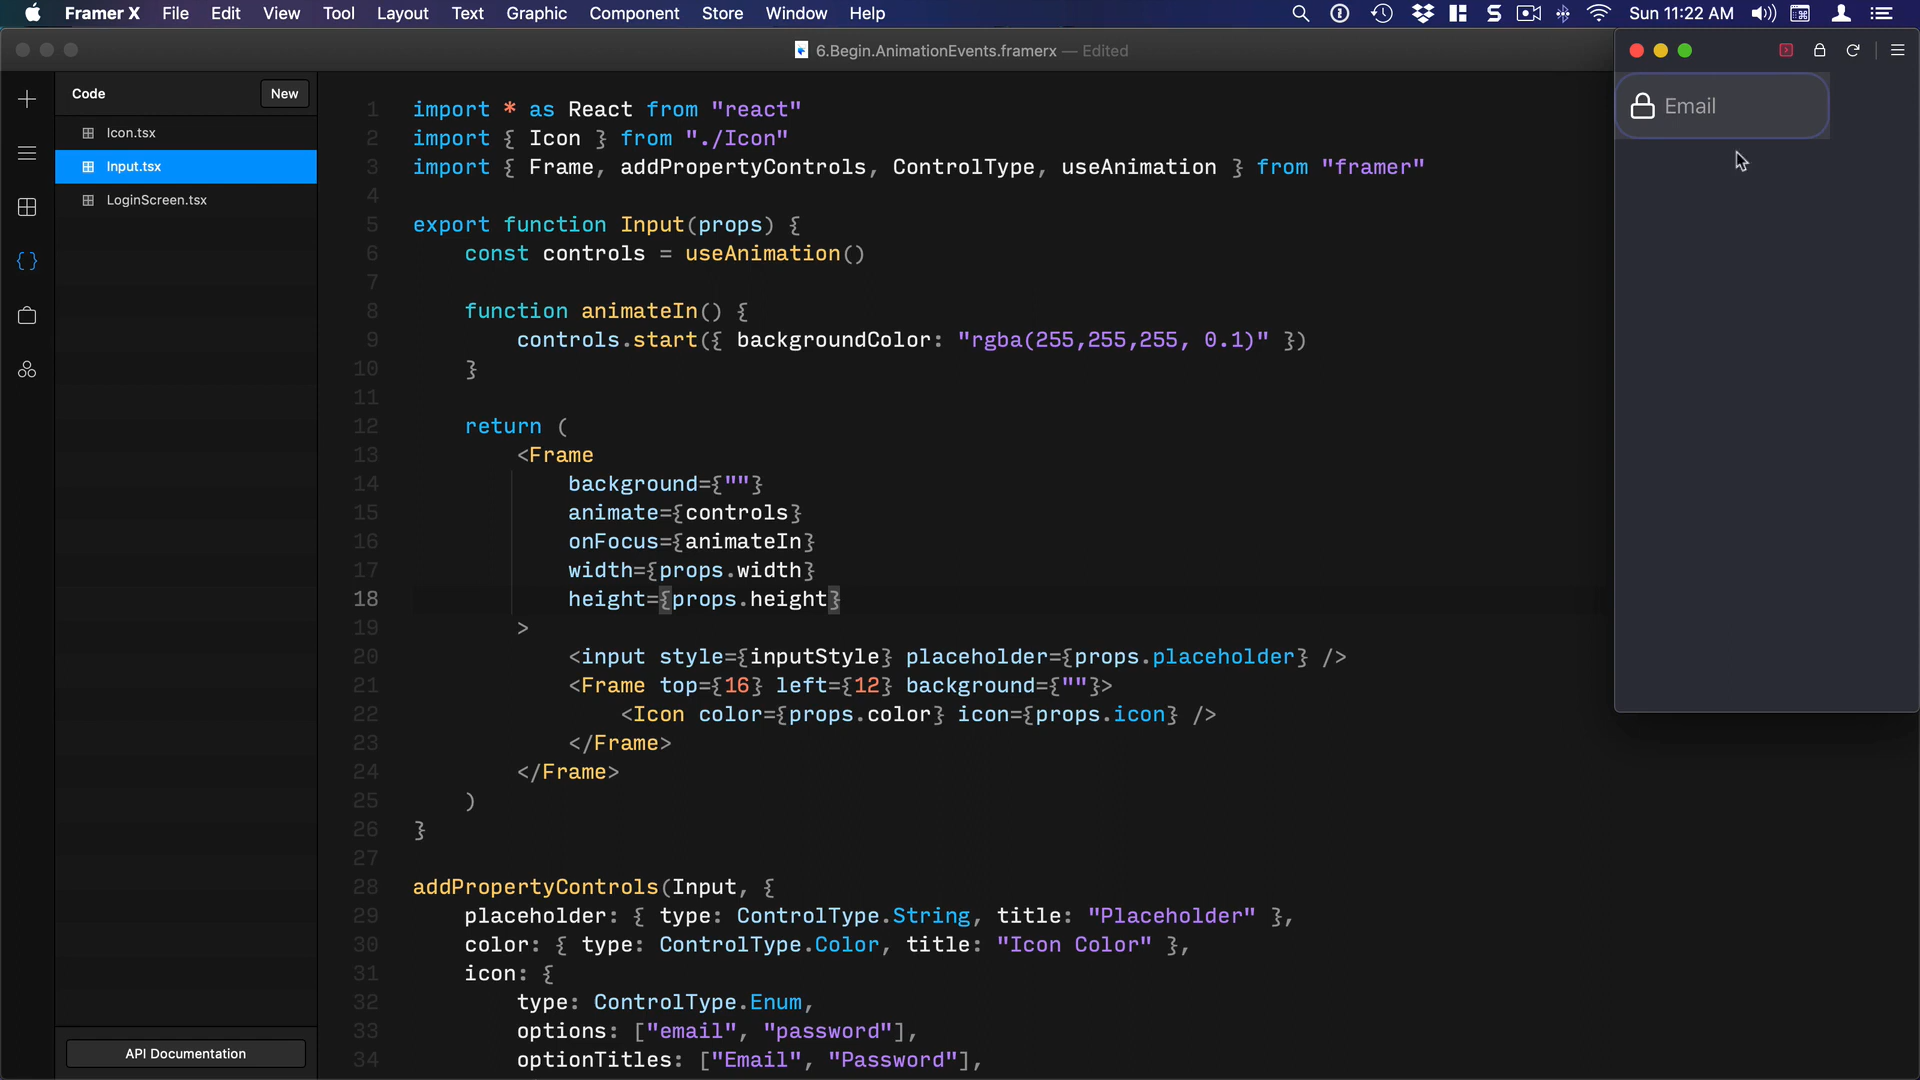 Framer X File Edit View Tool Layout Text Graphic Component Store Window Help Sun 11:22 AM
6.Begin.AnimationEvents.framerx — Edited
Code New
Icon.tsx
Input.tsx
LoginScreen.tsx
API Documentation
1 import * as React from "react"
2 import { Icon } from "./Icon"
3 import { Frame, addPropertyControls, ControlType, useAnimation } from "framer"
4
5 export function Input(props) {
6 const controls = useAnimation()
7
8 function animateIn() {
9 controls.start({ backgroundColor: "rgba(255,255,255, 0.1)" })
10 }
11
12 return (
13 <Frame
14 background={""}
15 animate={controls}
16 onFocus={animateIn}
17 width={props.width}
18 height={props.height}
19 >
20 <input style={inputStyle} placeholder={props.placeholder} />
21 <Frame top={16} left={12} background={""}>
22 <Icon color={props.color} icon={props.icon} />
23 </Frame>
24 </Frame>
25 )
26 }
27
28 addPropertyControls(Input, {
29 placeholder: { type: ControlType.String, title: "Placeholder" },
30 color: { type: ControlType.Color, title: "Icon Color" },
31 icon: {
32 type: ControlType.Enum,
33 options: ["email", "password"],
34 optionTitles: ["Email", "Password"],
Email